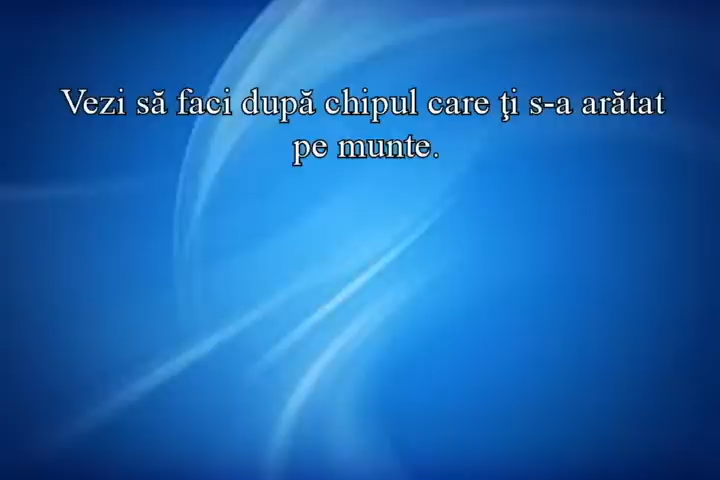 Vezi să faci după chipul care ţi s-a arătat
pe munte.